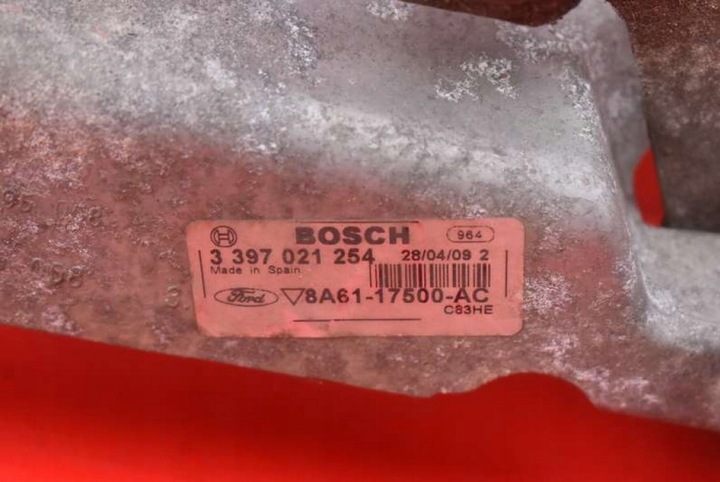 BOSCH 964
3 397 021 254 28/04/09 2
Made in Spain
Ford 8A61-17500-AC
C83HE